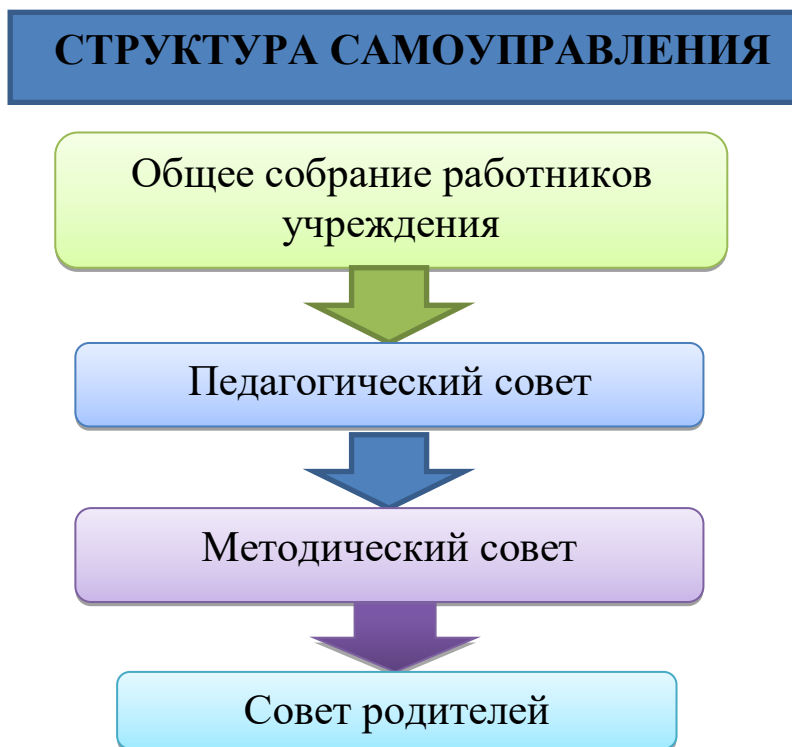 СТРУКТУРА САМОУПРАВЛЕНИЯ
Общее собрание работников
учреждения
Педагогический совет
Методический совет
Совет родителей